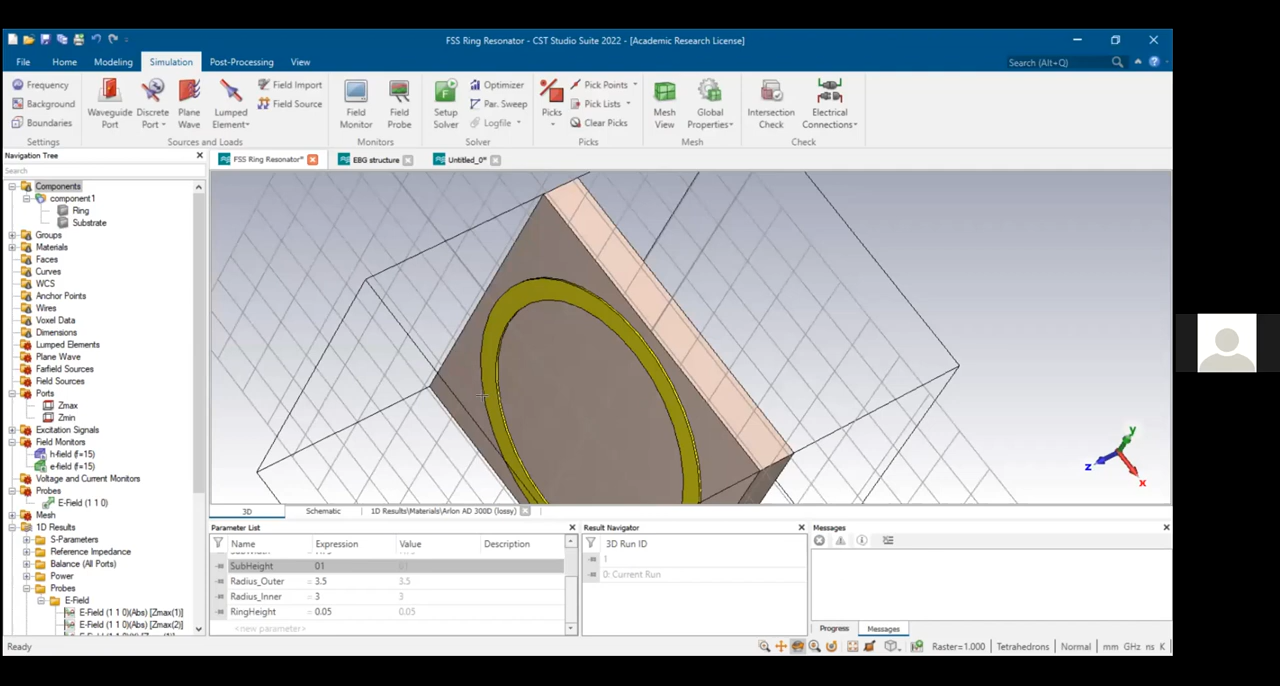 FSS Ring Resonator - CST Studio Suite 2022 - [Academic Research License]
File Home Modeling Simulation Post-Processing View Search (Alt+Q)
Frequency Background Boundaries Settings
Waveguide Port Discrete Port Plane Wave Lumped Element Field Import Field Source Sources and Loads
Field Monitor Field Probe Monitors
Setup Solver Optimizer Par. Sweep Logfile Solver
Picks Pick Points Pick Lists Clear Picks Picks
Mesh View Global Properties Mesh
Intersection Check Electrical Connections Check
Navigation Tree
Search
FSS Ring Resonator* EBG structure Untitled_0*
Components
component1
Ring
Substrate
Groups
Materials
Faces
Curves
WCS
Anchor Points
Wires
Voxel Data
Dimensions
Lumped Elements
Plane Wave
Farfield Sources
Field Sources
Ports
Zmax
Zmin
Excitation Signals
Field Monitors
h-field (f=15)
e-field (f=15)
Voltage and Current Monitors
Probes
E-Field (1 1 0)
Mesh
1D Results
S-Parameters
Reference Impedance
Balance (All Ports)
Power
Probes
E-Field
E-Field (1 1 0)(Abs) [Zmax(1)]
E-Field (1 1 0)(Abs) [Zmax(2)]
y
z
x
3D Schematic 1D Results\Materials\Arlon AD 300D (lossy)
Parameter List
Name Expression Value Description
SubHeight 01 01
Radius_Outer = 3.5 3.5
Radius_Inner = 3 3
RingHeight = 0.05 0.05
<new parameter>
Result Navigator
3D Run ID
1
0: Current Run
Messages
Progress Messages
Ready Raster=1.000 Tetrahedrons Normal mm GHz ns K